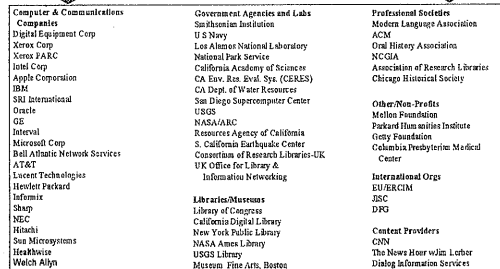 Computer & Communications
Companies
Digital Equipment Corp
Xerox Corp
Xerox PARC
Intel Corp
Apple Corporation
IBM
SRI International
Oracle
GE
Interval
Microsoft Corp
Bell Atlantic Network Services
AT&T
Lucent Technologies
Hewlett Packard
Informix
Sharp
NEC
Hitachi
Sun Microsystems
Healthwise
Welch Allyn
Government Agencies and Labs
Smithsonian Institution
U S Navy
Los Alamos National Laboratory
National Park Service
California Academy of Sciences
CA Env. Res. Eval. Sys. (CERES)
CA Dept. of Water Resources
San Diego Supercomputer Center
USGS
NASA/ARC
Resources Agency of California
S. California Earthquake Center
Consortium of Research Libraries-UK
UK Office for Library &
Information Networking
Libraries/Museums
Library of Congress
California Digital Library
New York Public Library
NASA Ames Library
USGS Library
Museum Fine Arts, Boston
Professional Societies
Modern Language Association
ACM
Oral History Association
NCGIA
Association of Research Libraries
Chicago Historical Society
Other/Non-Profits
Mellon Foundation
Packard Humanities Institute
Getty Foundation
Columbia Presbyterian Medical
Center
International Orgs
EU/ERCIM
JISC
DFG
Content Providers
CNN
The News Hour w/Jim Lerher
Dialog Information Services